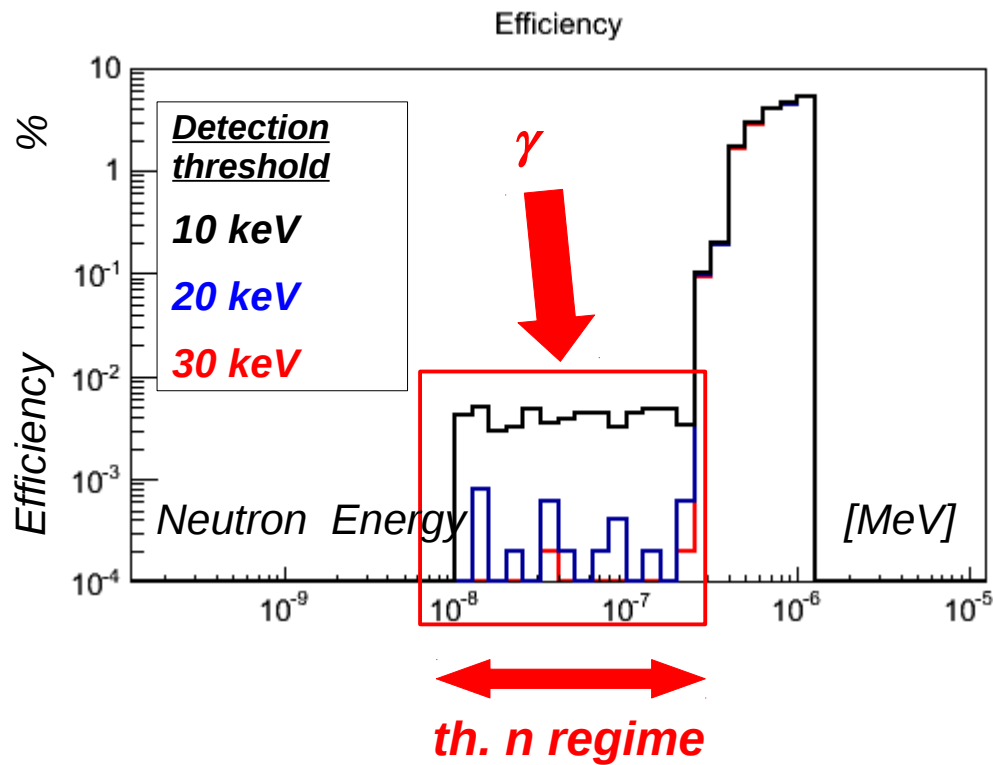 Efficiency
%
Efficiency
10
1
10⁻¹
10⁻²
10⁻³
10⁻⁴
Detection
threshold
10 keV
20 keV
30 keV
γ
Neutron Energy [MeV]
10⁻⁹ 10⁻⁸ 10⁻⁷ 10⁻⁶ 10⁻⁵
th. n regime